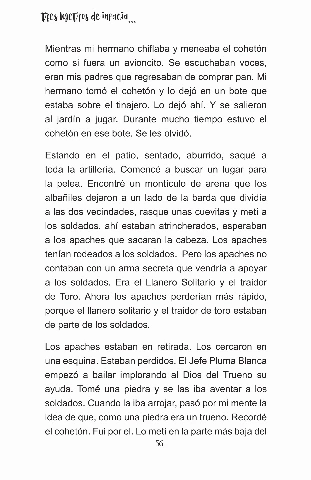 Mientras mi hermano chiflaba y meneaba el cohetón
como si fuera un avioncito. Se escuchaban voces,
eran mis padres que regresaban de comprar pan. Mi
hermano tomó el cohetón y lo dejó en un bote que
estaba sobre el tinajero. Lo dejó ahí. Y se salieron
al jardín a jugar. Durante mucho tiempo estuvo el
cohetón en ese bote. Se les olvidó.
Estando en el patio, sentado, aburrido, saqué a
toda la artillería. Comencé a buscar un lugar para
la pelea. Encontré un montículo de arena que los
albañiles dejaron a un lado de la barda que dividía
a las dos vecindades, rasque unas cuevitas y metí a
los soldados. ahí estaban atrincherados, esperaban
a los apaches que sacaran la cabeza. Los apaches
tenían rodeados a los soldados. Pero los apaches no
contaban con un arma secreta que vendría a apoyar
a los soldados. Era el Llanero Solitario y el traidor
de Toro. Ahora los apaches perderían más rápido,
porque el llanero solitario y el traidor de toro estaban
de parte de los soldados.
Los apaches estaban en retirada. Los cercaron en
una esquina. Estaban perdidos. El Jefe Pluma Blanca
empezó a bailar implorando al Dios del Trueno su
ayuda. Tomé una piedra y se las iba aventar a los
soldados. Cuando la iba arrojar, pasó por mi mente la
idea de que, como una piedra era un trueno. Recordé
el cohetón. Fui por el. Lo metí en la parte más baja del
56